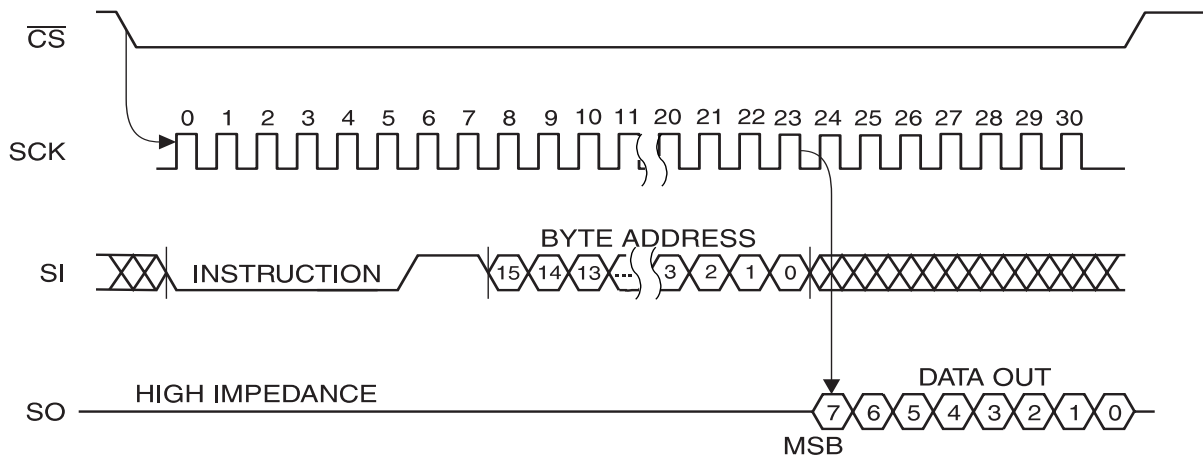 CS
0 1 2 3 4 5 6 7 8 9 10 11 20 21 22 23 24 25 26 27 28 29 30
SCK
BYTE ADDRESS
SI INSTRUCTION 15 14 13 ... 3 2 1 0
HIGH IMPEDANCE DATA OUT
SO 7 6 5 4 3 2 1 0
MSB